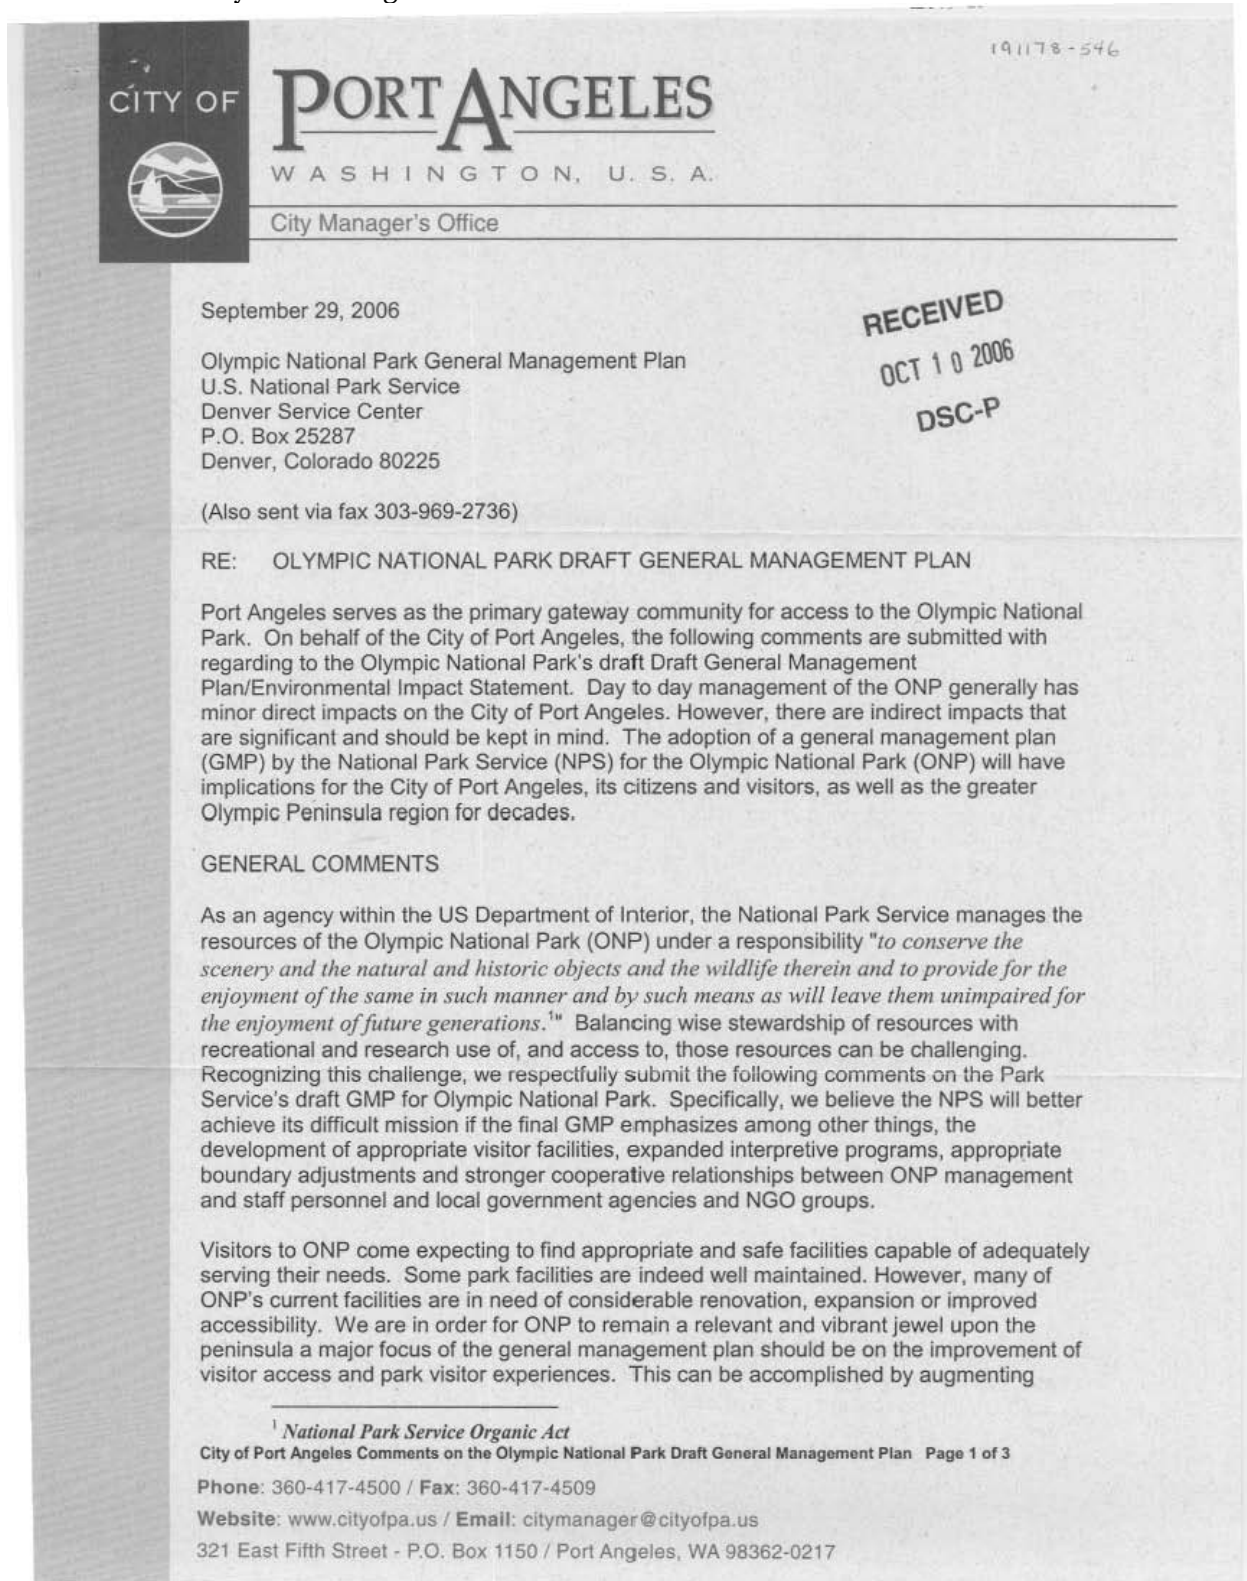 191178-546
CITY OF
PORT ANGELES
WASHINGTON, U.S.A.
City Manager's Office
September 29, 2006
RECEIVED
OCT 10 2006
DSC-P
Olympic National Park General Management Plan
U.S. National Park Service
Denver Service Center
P.O. Box 25287
Denver, Colorado 80225
(Also sent via fax 303-969-2736)
RE: OLYMPIC NATIONAL PARK DRAFT GENERAL MANAGEMENT PLAN
Port Angeles serves as the primary gateway community for access to the Olympic National
Park. On behalf of the City of Port Angeles, the following comments are submitted with
regarding to the Olympic National Park's draft Draft General Management
Plan/Environmental Impact Statement. Day to day management of the ONP generally has
minor direct impacts on the City of Port Angeles. However, there are indirect impacts that
are significant and should be kept in mind. The adoption of a general management plan
(GMP) by the National Park Service (NPS) for the Olympic National Park (ONP) will have
implications for the City of Port Angeles, its citizens and visitors, as well as the greater
Olympic Peninsula region for decades.
GENERAL COMMENTS
As an agency within the US Department of Interior, the National Park Service manages the
resources of the Olympic National Park (ONP) under a responsibility "to conserve the
scenery and the natural and historic objects and the wildlife therein and to provide for the
enjoyment of the same in such manner and by such means as will leave them unimpaired for
the enjoyment of future generations.¹" Balancing wise stewardship of resources with
recreational and research use of, and access to, those resources can be challenging.
Recognizing this challenge, we respectfully submit the following comments on the Park
Service's draft GMP for Olympic National Park. Specifically, we believe the NPS will better
achieve its difficult mission if the final GMP emphasizes among other things, the
development of appropriate visitor facilities, expanded interpretive programs, appropriate
boundary adjustments and stronger cooperative relationships between ONP management
and staff personnel and local government agencies and NGO groups.
Visitors to ONP come expecting to find appropriate and safe facilities capable of adequately
serving their needs. Some park facilities are indeed well maintained. However, many of
ONP's current facilities are in need of considerable renovation, expansion or improved
accessibility. We are in order for ONP to remain a relevant and vibrant jewel upon the
peninsula a major focus of the general management plan should be on the improvement of
visitor access and park visitor experiences. This can be accomplished by augmenting
¹ National Park Service Organic Act
City of Port Angeles Comments on the Olympic National Park Draft General Management Plan Page 1 of 3
Phone: 360-417-4500 / Fax: 360-417-4509
Website: www.cityofpa.us / Email: citymanager@cityofpa.us
321 East Fifth Street - P.O. Box 1150 / Port Angeles, WA 98362-0217